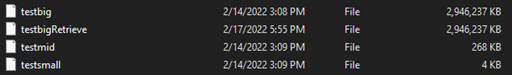 testbig 2/14/2022 3:08 PM File 2,946,237 KB
testbigRetrieve 2/17/2022 5:55 PM File 2,946,237 KB
testmid 2/14/2022 3:09 PM File 268 KB
testsmall 2/14/2022 3:09 PM File 4 KB